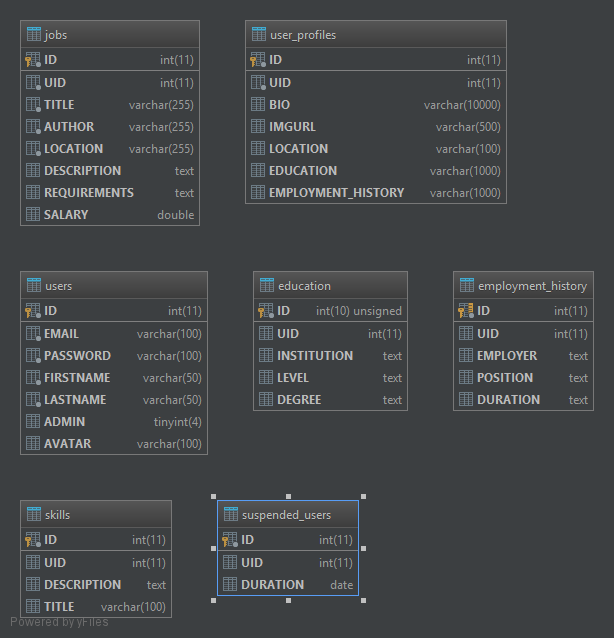 jobs
ID int(11)
UID int(11)
TITLE varchar(255)
AUTHOR varchar(255)
LOCATION varchar(255)
DESCRIPTION text
REQUIREMENTS text
SALARY double
user_profiles
ID int(11)
UID int(11)
BIO varchar(10000)
IMGURL varchar(500)
LOCATION varchar(100)
EDUCATION varchar(1000)
EMPLOYMENT_HISTORY varchar(1000)
users
ID int(11)
EMAIL varchar(100)
PASSWORD varchar(100)
FIRSTNAME varchar(50)
LASTNAME varchar(50)
ADMIN tinyint(4)
AVATAR varchar(100)
education
ID int(10) unsigned
UID int(11)
INSTITUTION text
LEVEL text
DEGREE text
employment_history
ID int(11)
UID int(11)
EMPLOYER text
POSITION text
DURATION text
skills
ID int(11)
UID int(11)
DESCRIPTION text
TITLE varchar(100)
suspended_users
ID int(11)
UID int(11)
DURATION date
Powered by yFiles